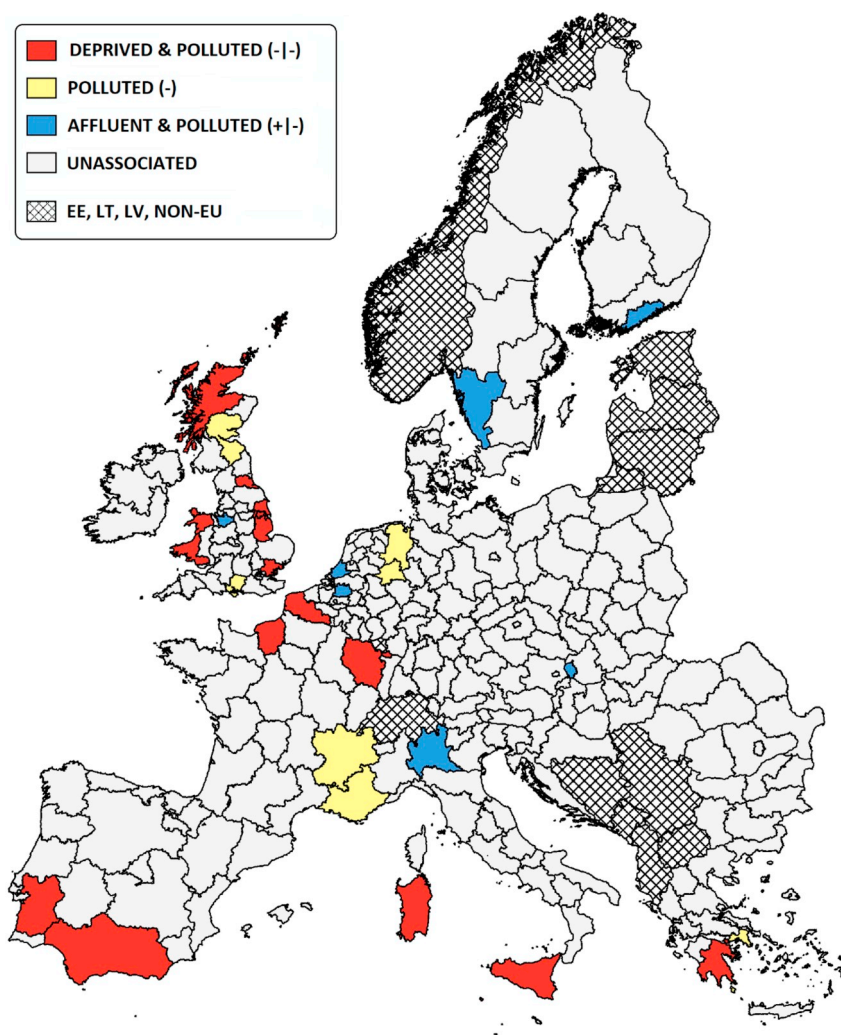 DEPRIVED & POLLUTED (-|-)
POLLUTED (-)
AFFLUENT & POLLUTED (+|-)
UNASSOCIATED
EE, LT, LV, NON-EU